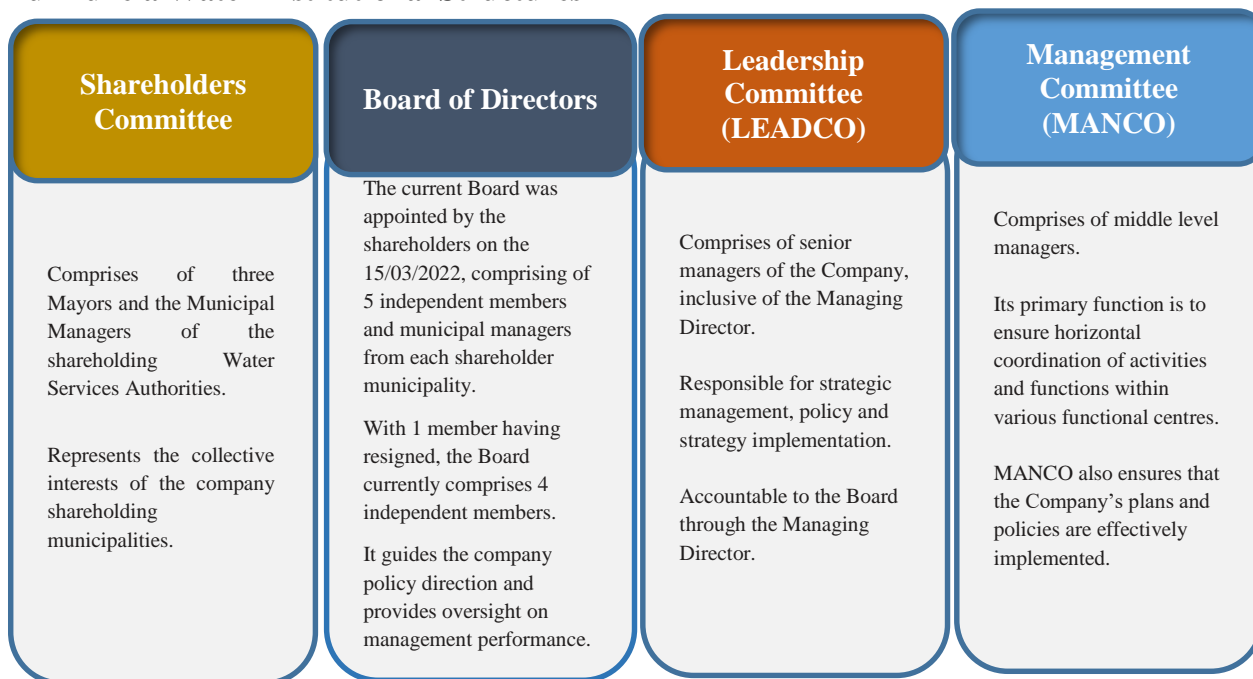 Shareholders
Committee
Comprises of three
Mayors and the Municipal
Managers of the
shareholding Water
Services Authorities.
Represents the collective
interests of the company
shareholding
municipalities.
Board of Directors
The current Board was
appointed by the
shareholders on the
15/03/2022, comprising of
5 independent members
and municipal managers
from each shareholder
municipality.
With 1 member having
resigned, the Board
currently comprises 4
independent members.
It guides the company
policy direction and
provides oversight on
management performance.
Leadership
Committee
(LEADCO)
Comprises of senior
managers of the Company,
inclusive of the Managing
Director.
Responsible for strategic
management, policy and
strategy implementation.
Accountable to the Board
through the Managing
Director.
Management
Committee
(MANCO)
Comprises of middle level
managers.
Its primary function is to
ensure horizontal
coordination of activities
and functions within
various functional centres.
MANCO also ensures that
the Company’s plans and
policies are effectively
implemented.